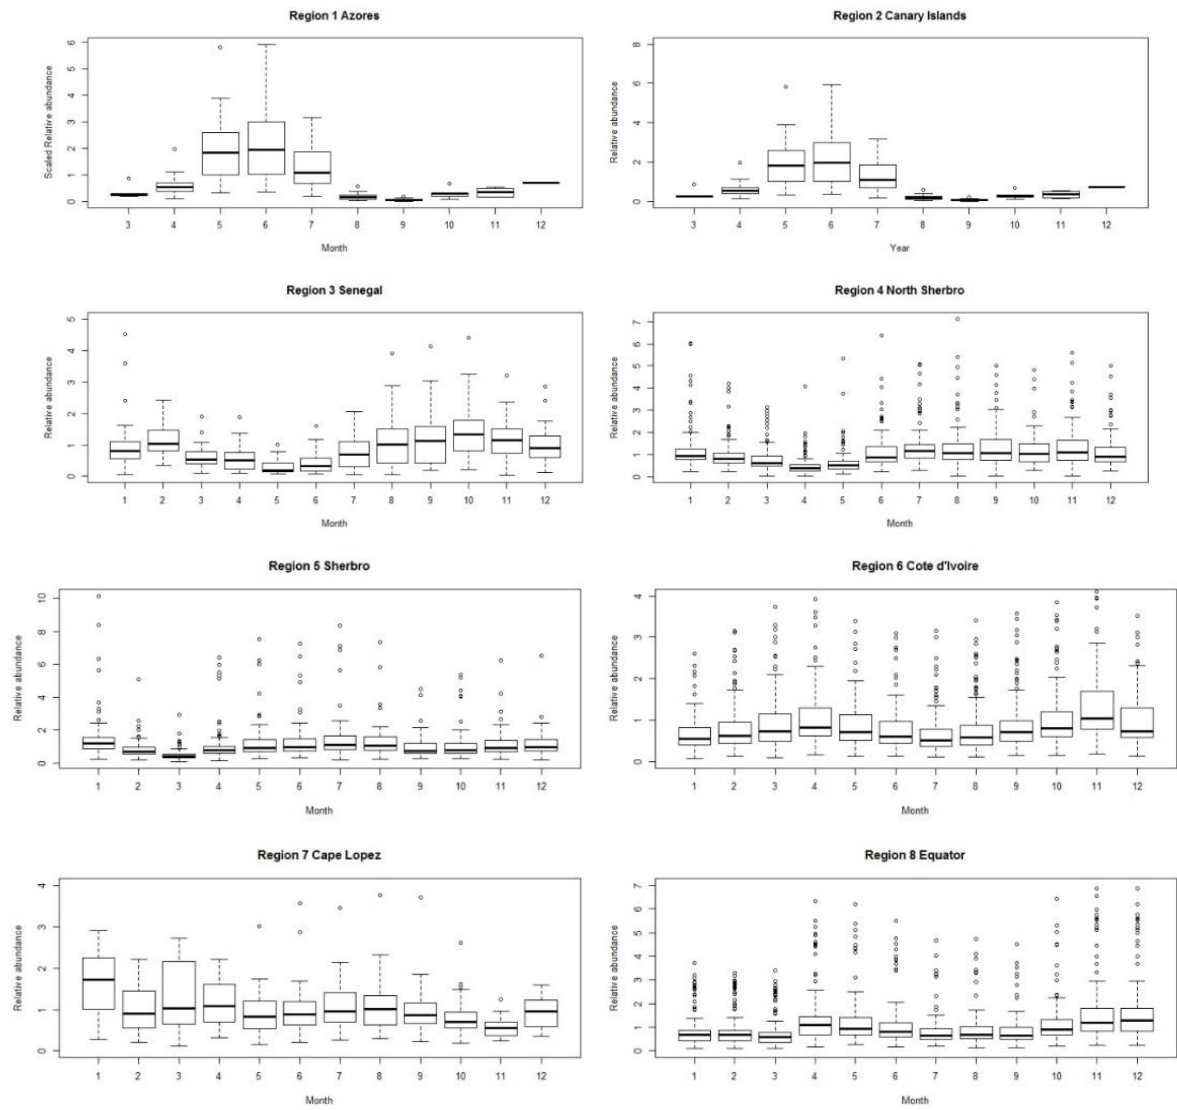 Region 1 Azores
Scaled Relative abundance
0 1 2 3 4 5 6
3 4 5 6 7 8 9 10 11 12
Month
Region 2 Canary Islands
Relative abundance
0 2 4 6 8
3 4 5 6 7 8 9 10 11 12
Year
Region 3 Senegal
Relative abundance
0 1 2 3 4 5
1 2 3 4 5 6 7 8 9 10 11 12
Month
Region 4 North Sherbro
Relative abundance
0 1 2 3 4 5 6 7
1 2 3 4 5 6 7 8 9 10 11 12
Month
Region 5 Sherbro
Relative abundance
0 2 4 6 8 10
1 2 3 4 5 6 7 8 9 10 11 12
Month
Region 6 Cote d'Ivoire
Relative abundance
0 1 2 3 4
1 2 3 4 5 6 7 8 9 10 11 12
Month
Region 7 Cape Lopez
Relative abundance
0 1 2 3 4
1 2 3 4 5 6 7 8 9 10 11 12
Month
Region 8 Equator
Relative abundance
0 1 2 3 4 5 6 7
1 2 3 4 5 6 7 8 9 10 11 12
Month